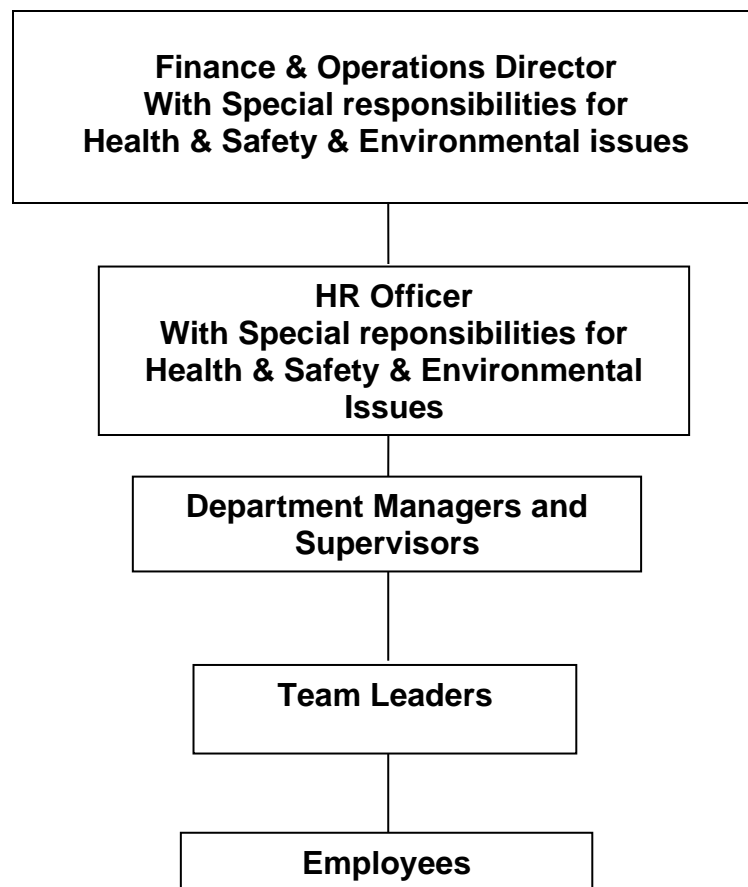 Finance & Operations Director
With Special responsibilities for
Health & Safety & Environmental issues
HR Officer
With Special reponsibilities for
Health & Safety & Environmental
Issues
Department Managers and
Supervisors
Team Leaders
Employees